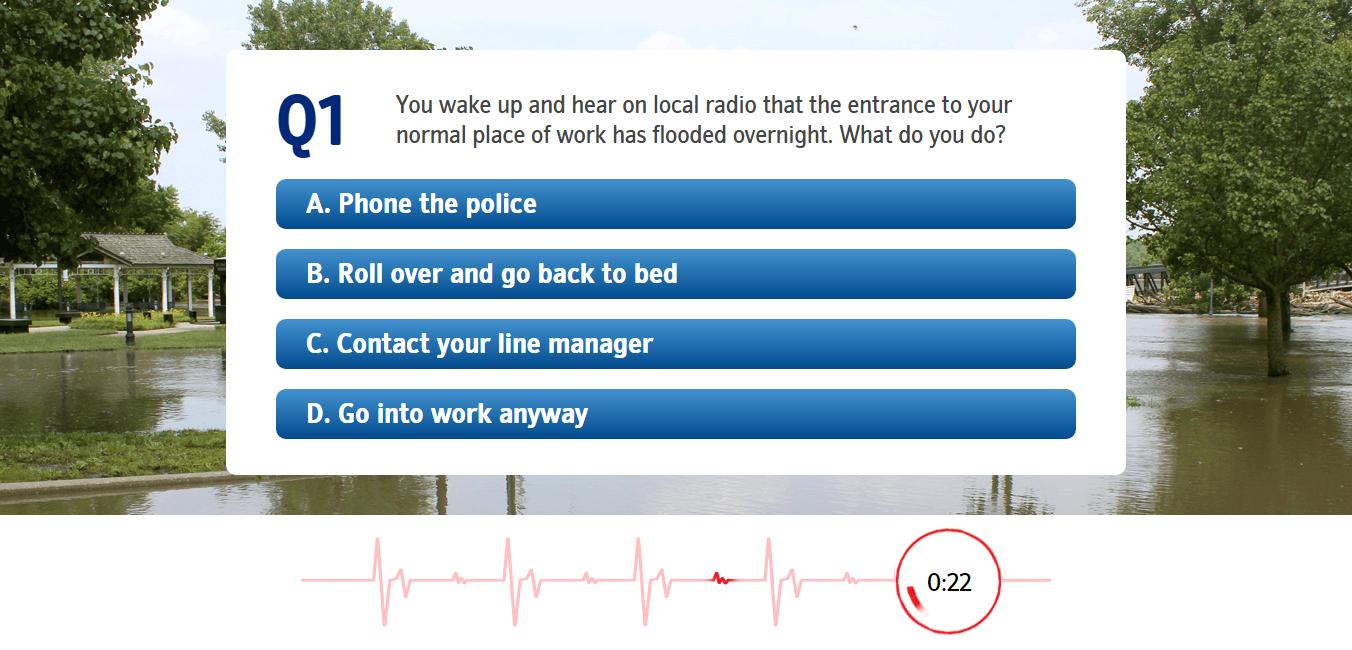 Q1
You wake up and hear on local radio that the entrance to your
normal place of work has flooded overnight. What do you do?
A. Phone the police
B. Roll over and go back to bed
C. Contact your line manager
D. Go into work anyway
0:22